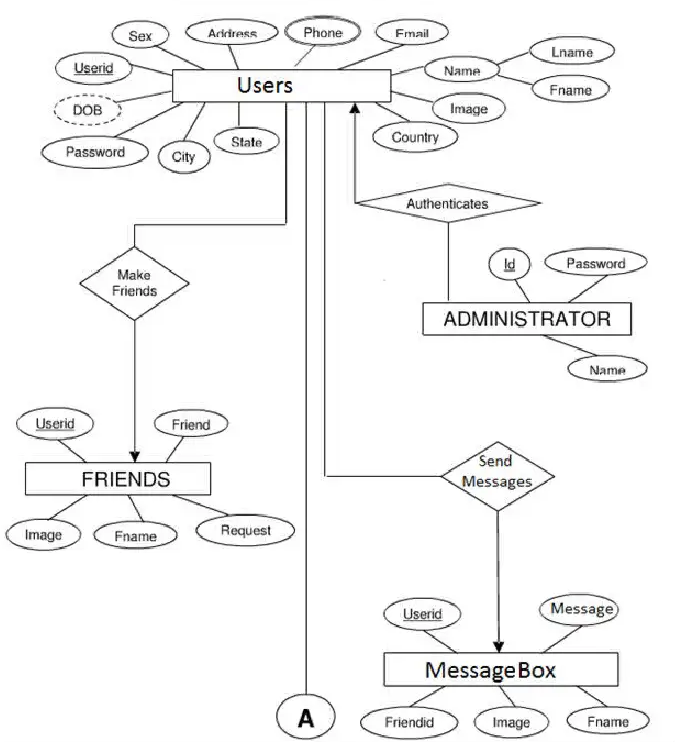 Sex
Address
Phone
Email
Lname
Userid
Name
Fname
DOB
Image
Password
City
State
Country
Users
Authenticates
Make
Friends
Id
Password
ADMINISTRATOR
Name
Userid
Friend
FRIENDS
Send
Messages
Image
Fname
Request
Userid
Message
MessageBox
A
Friendid
Image
Fname